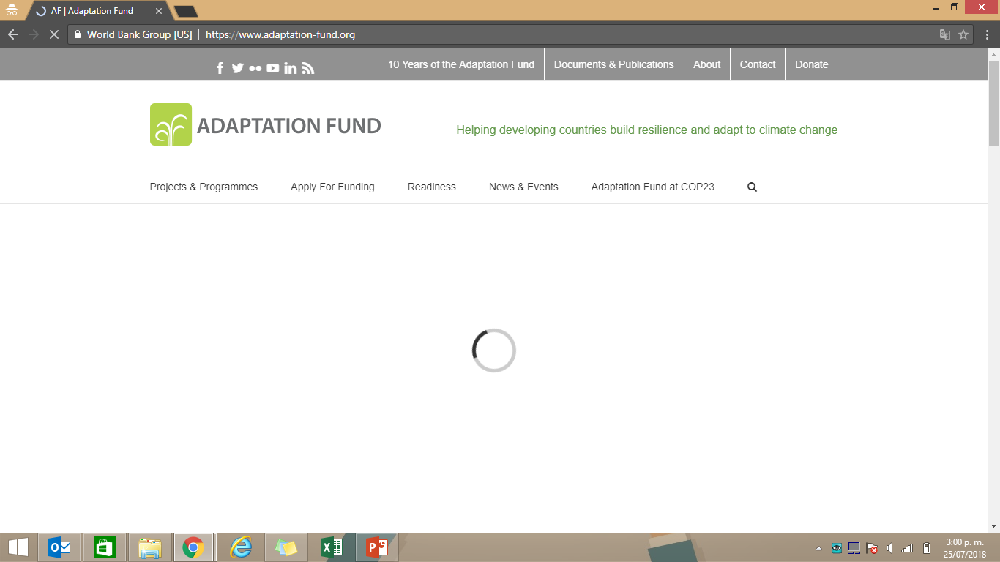 AF | Adaptation Fund
World Bank Group [US] https://www.adaptation-fund.org
10 Years of the Adaptation Fund Documents & Publications About Contact Donate
ADAPTATION FUND
Helping developing countries build resilience and adapt to climate change
Projects & Programmes Apply For Funding Readiness News & Events Adaptation Fund at COP23
3:00 p. m.
25/07/2018